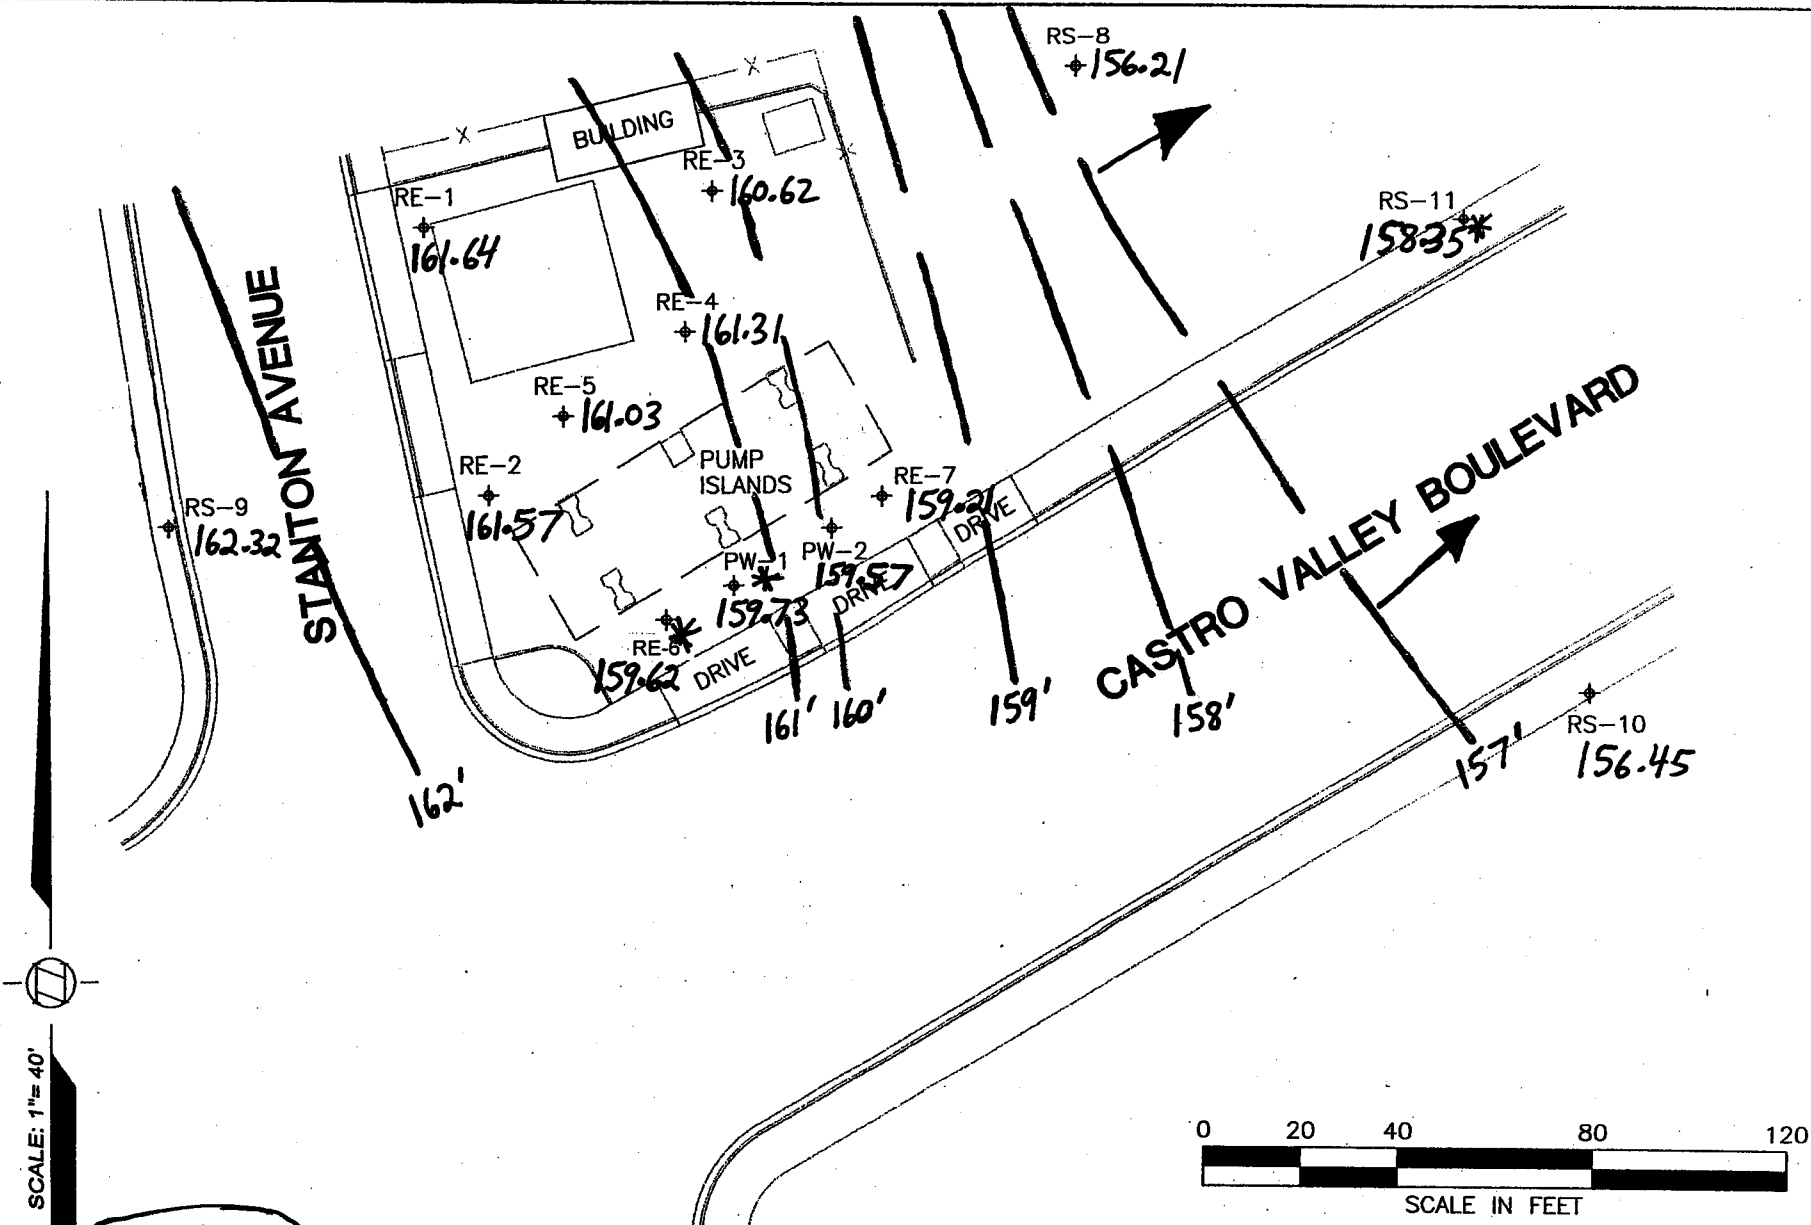 RS-8
156.21
BUILDING
RE-3
160.62
RE-1
161.64
RS-11
158.35*
STANTON AVENUE
RE-4
161.31
RE-5
161.03
RE-2
161.57
PUMP
ISLANDS
RE-7
159.21
DRIVE
RS-9
162.32
PW-1
*
159.73
PW-2
159.57
DRIVE
RE-6
*
159.62
DRIVE
CASTRO VALLEY BOULEVARD
162'
161'
160'
159'
158'
157'
RS-10
156.45
SCALE: 1"= 40'
0 20 40 80 120
SCALE IN FEET